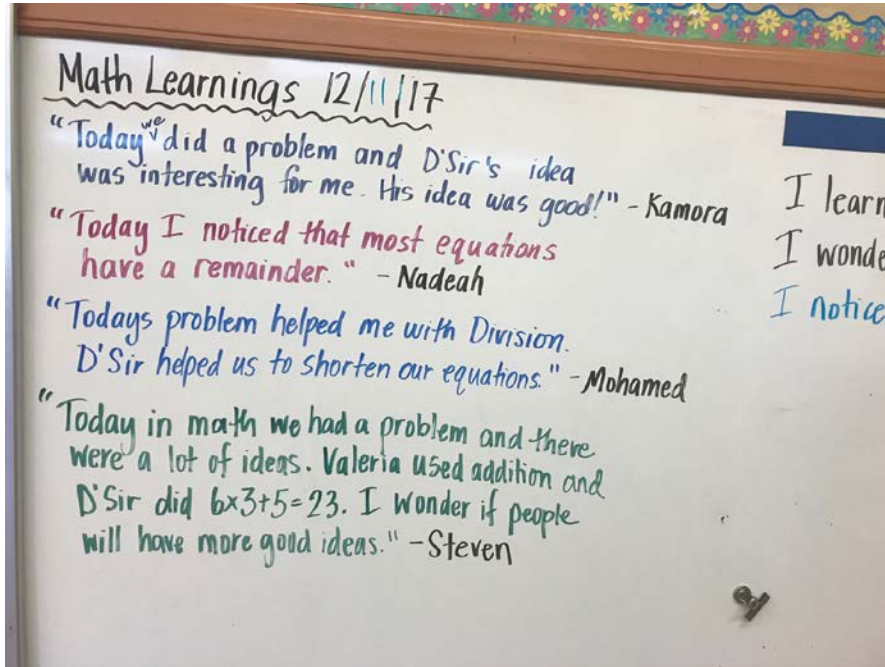 Math Learnings 12/11/17
"Today we did a problem and D'Sir's idea
was interesting for me. His idea was good!" - Kamora
"Today I noticed that most equations
have a remainder." - Nadeah
"Todays problem helped me with Division.
D'Sir helped us to shorten our equations." - Mohamed
"Today in math we had a problem and there
were a lot of ideas. Valeria used addition and
D'Sir did 6x3+5=23. I wonder if people
will have more good ideas." - Steven
I learn
I wonde
I notice